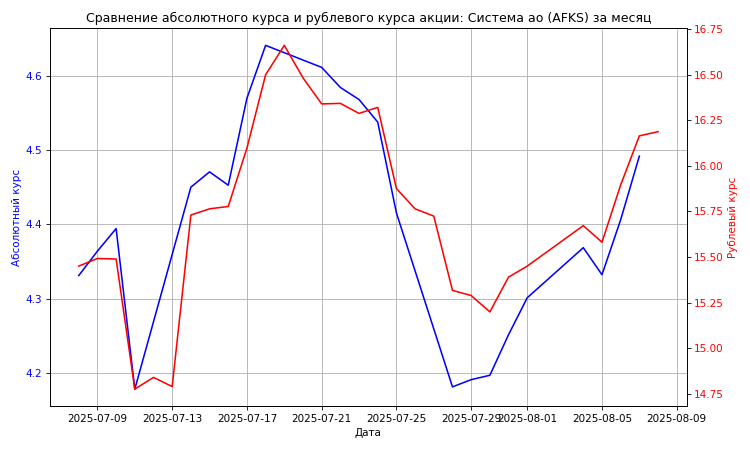 Сравнение абсолютного курса и рублевого курса акции: Система ао (AFKS) за месяц
Абсолютный курс
4.6
4.5
4.4
4.3
4.2
16.75
16.50
16.25
16.00
15.75
15.50
15.25
15.00
14.75
Рублевый курс
2025-07-09 2025-07-13 2025-07-17 2025-07-21 2025-07-25 2025-07-29 2025-08-01 2025-08-05 2025-08-09
Дата